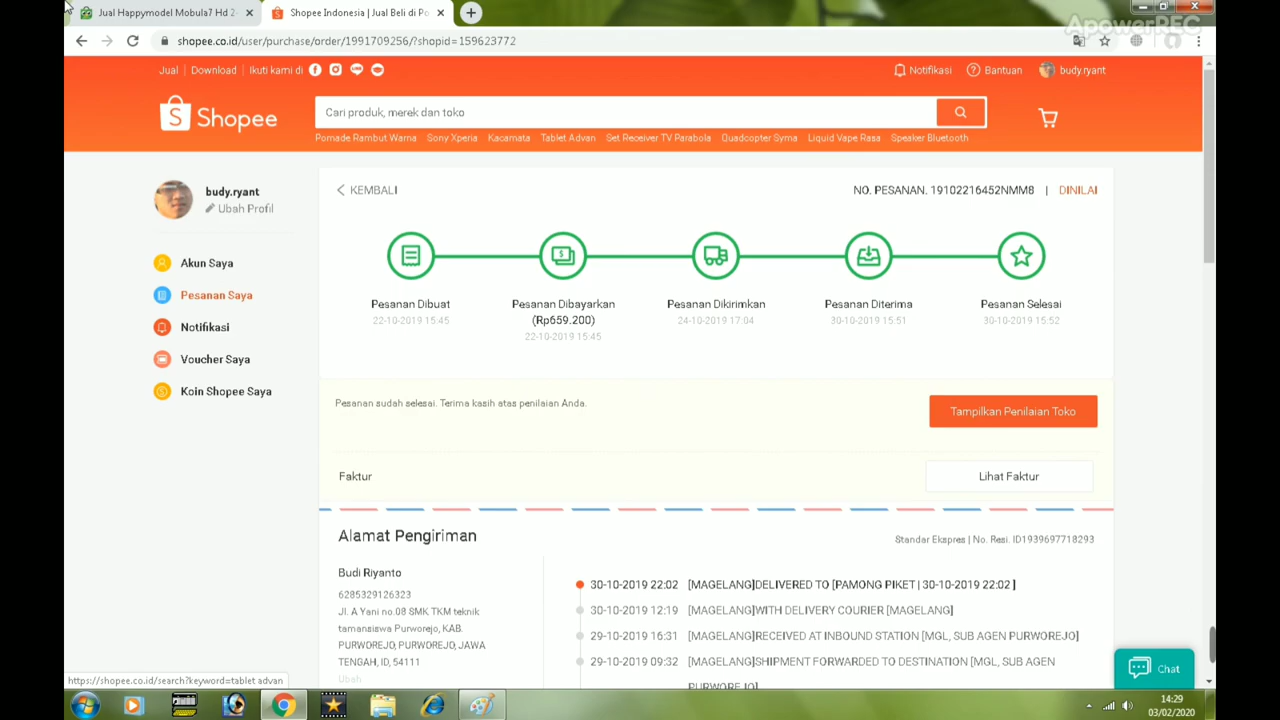 Jual Happymodel Mobula7 Hd 2
Shopee Indonesia | Jual Beli di Po
ApowerREC
shopee.co.id/user/purchase/order/1991709256/?shopid=159623772
Jual | Download | Ikuti kami di
Notifikasi
Bantuan
budy.ryant
Shopee
Cari produk, merek dan toko
Pomade Rambut Warna Sony Xperia Kacamata Tablet Advan Set Receiver TV Parabola Quadcopter Syma Liquid Vape Rasa Speaker Bluetooth
budy.ryant
Ubah Profil
Akun Saya
Pesanan Saya
Notifikasi
Voucher Saya
Koin Shopee Saya
KEMBALI
NO. PESANAN. 19102216452NMM8 | DINILAI
Pesanan Dibuat
22-10-2019 15:45
Pesanan Dibayarkan
(Rp659.200)
22-10-2019 15:45
Pesanan Dikirimkan
24-10-2019 17:04
Pesanan Diterima
30-10-2019 15:51
Pesanan Selesai
30-10-2019 15:52
Pesanan sudah selesai. Terima kasih atas penilaian Anda.
Tampilkan Penilaian Toko
Faktur
Lihat Faktur
Alamat Pengiriman
Standar Ekspres | No. Resi. ID1939697718293
Budi Riyanto
6285329126323
Jl. A Yani no.08 SMK TKM teknik
tamansiswa Purworejo, KAB.
PURWOREJO, PURWOREJO, JAWA
TENGAH, ID, 54111
Ubah
30-10-2019 22:02 [MAGELANG]DELIVERED TO [PAMONG PIKET | 30-10-2019 22:02 ]
30-10-2019 12:19 [MAGELANG]WITH DELIVERY COURIER [MAGELANG]
29-10-2019 16:31 [MAGELANG]RECEIVED AT INBOUND STATION [MGL, SUB AGEN PURWOREJO]
29-10-2019 09:32 [MAGELANG]SHIPMENT FORWARDED TO DESTINATION [MGL, SUB AGEN
PURWOREJO]
Chat
https://shopee.co.id/search?keyword=tablet advan
14:29
03/02/2020